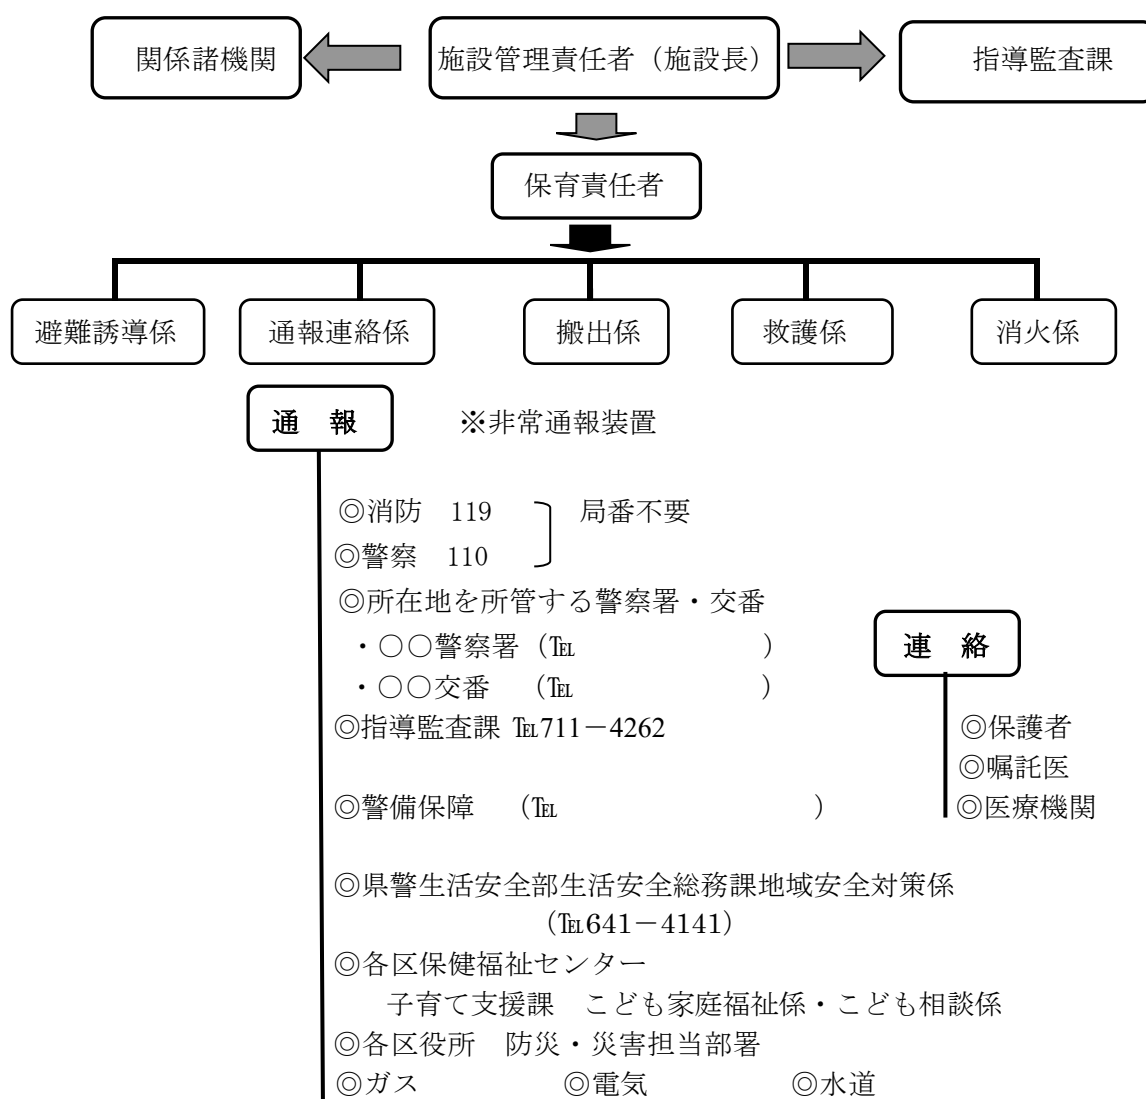 関係諸機関 施設管理責任者（施設長） 指導監査課
保育責任者
避難誘導係 通報連絡係 搬出係 救護係 消火係
通 報 ※非常通報装置
◎消防 119 局番不要
◎警察 110
◎所在地を所管する警察署・交番
・○○警察署（℡ ）
・○○交番 （℡ ）
◎指導監査課 ℡711－4262
◎警備保障 （℡ ）
連 絡
◎保護者
◎嘱託医
◎医療機関
◎県警生活安全部生活安全総務課地域安全対策係
（℡641－4141）
◎各区保健福祉センター
子育て支援課 こども家庭福祉係・こども相談係
◎各区役所 防災・災害担当部署
◎ガス ◎電気 ◎水道